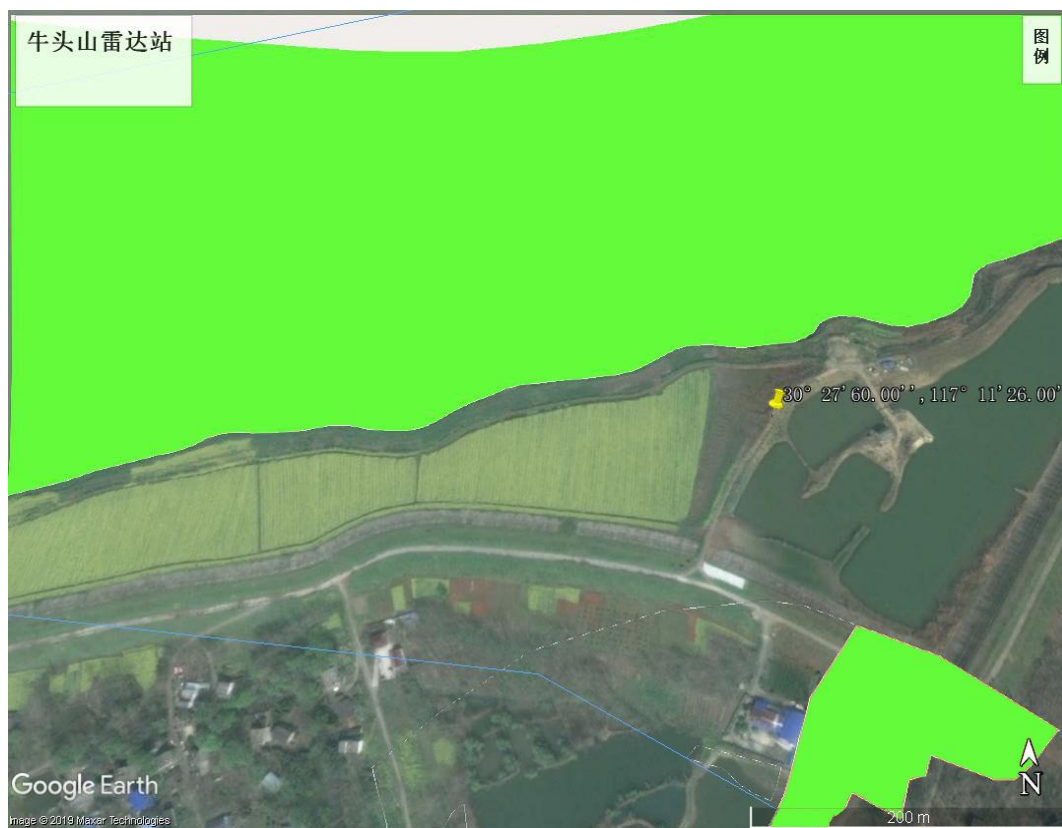 牛头山雷达站
图
例
30° 27'60.00'',117° 11'26.00'
Google Earth
N
Image © 2019 Maxar Technologies
200 m